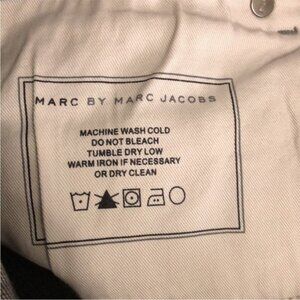 MARC BY MARC JACOBS
MACHINE WASH COLD
DO NOT BLEACH
TUMBLE DRY LOW
WARM IRON IF NECESSARY
OR DRY CLEAN